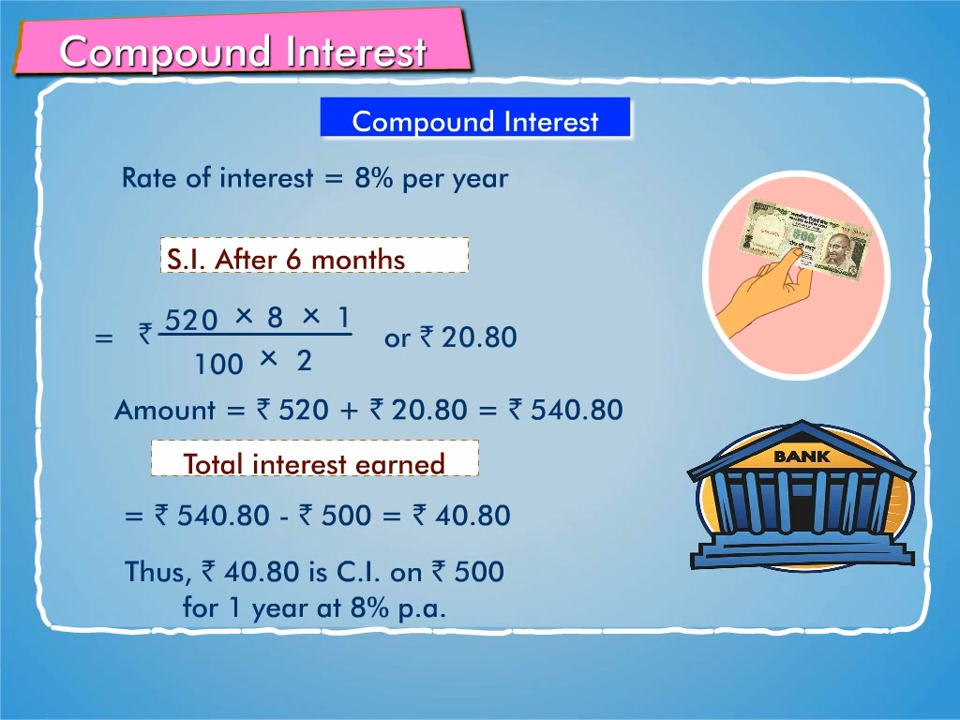 Compound Interest
Compound Interest
Rate of interest = 8% per year
S.I. After 6 months
= ₹ 520 × 8 × 1 or ₹ 20.80
100 × 2
Amount = ₹ 520 + ₹ 20.80 = ₹ 540.80
Total interest earned
= ₹ 540.80 - ₹ 500 = ₹ 40.80
Thus, ₹ 40.80 is C.I. on ₹ 500
for 1 year at 8% p.a.
500
BANK